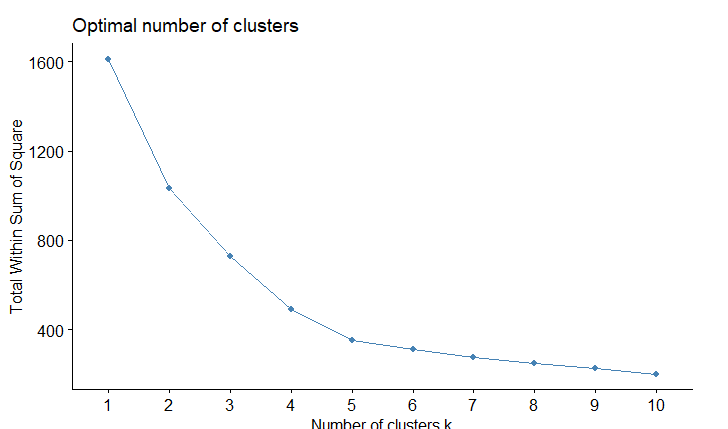 Optimal number of clusters
1600
1200
800
400
Total Within Sum of Square
1 2 3 4 5 6 7 8 9 10
Number of clusters k